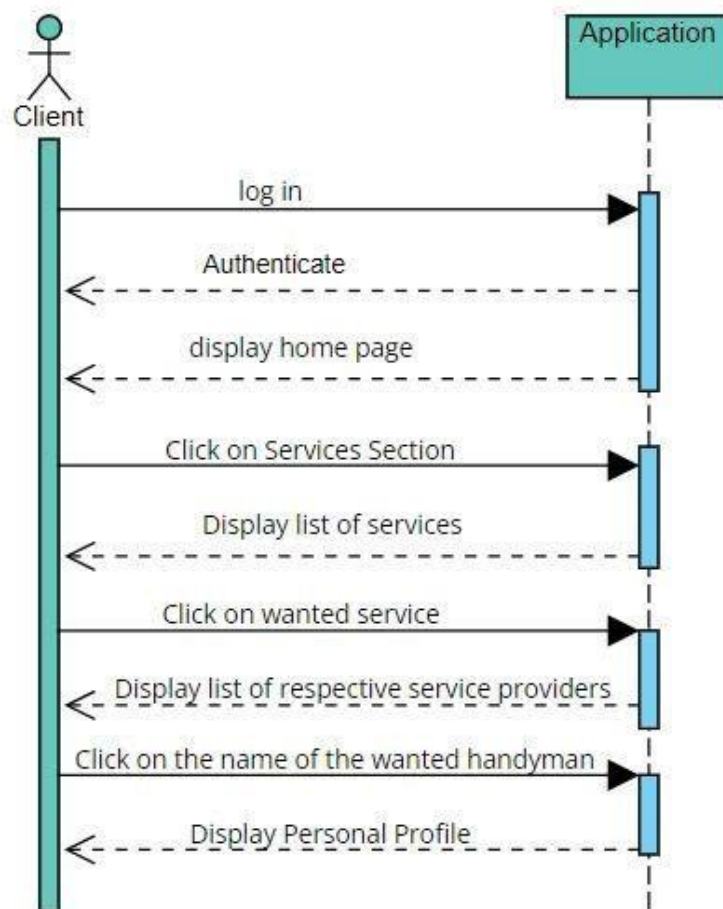 Application
Client
log in
Authenticate
display home page
Click on Services Section
Display list of services
Click on wanted service
Display list of respective service providers
Click on the name of the wanted handyman
Display Personal Profile